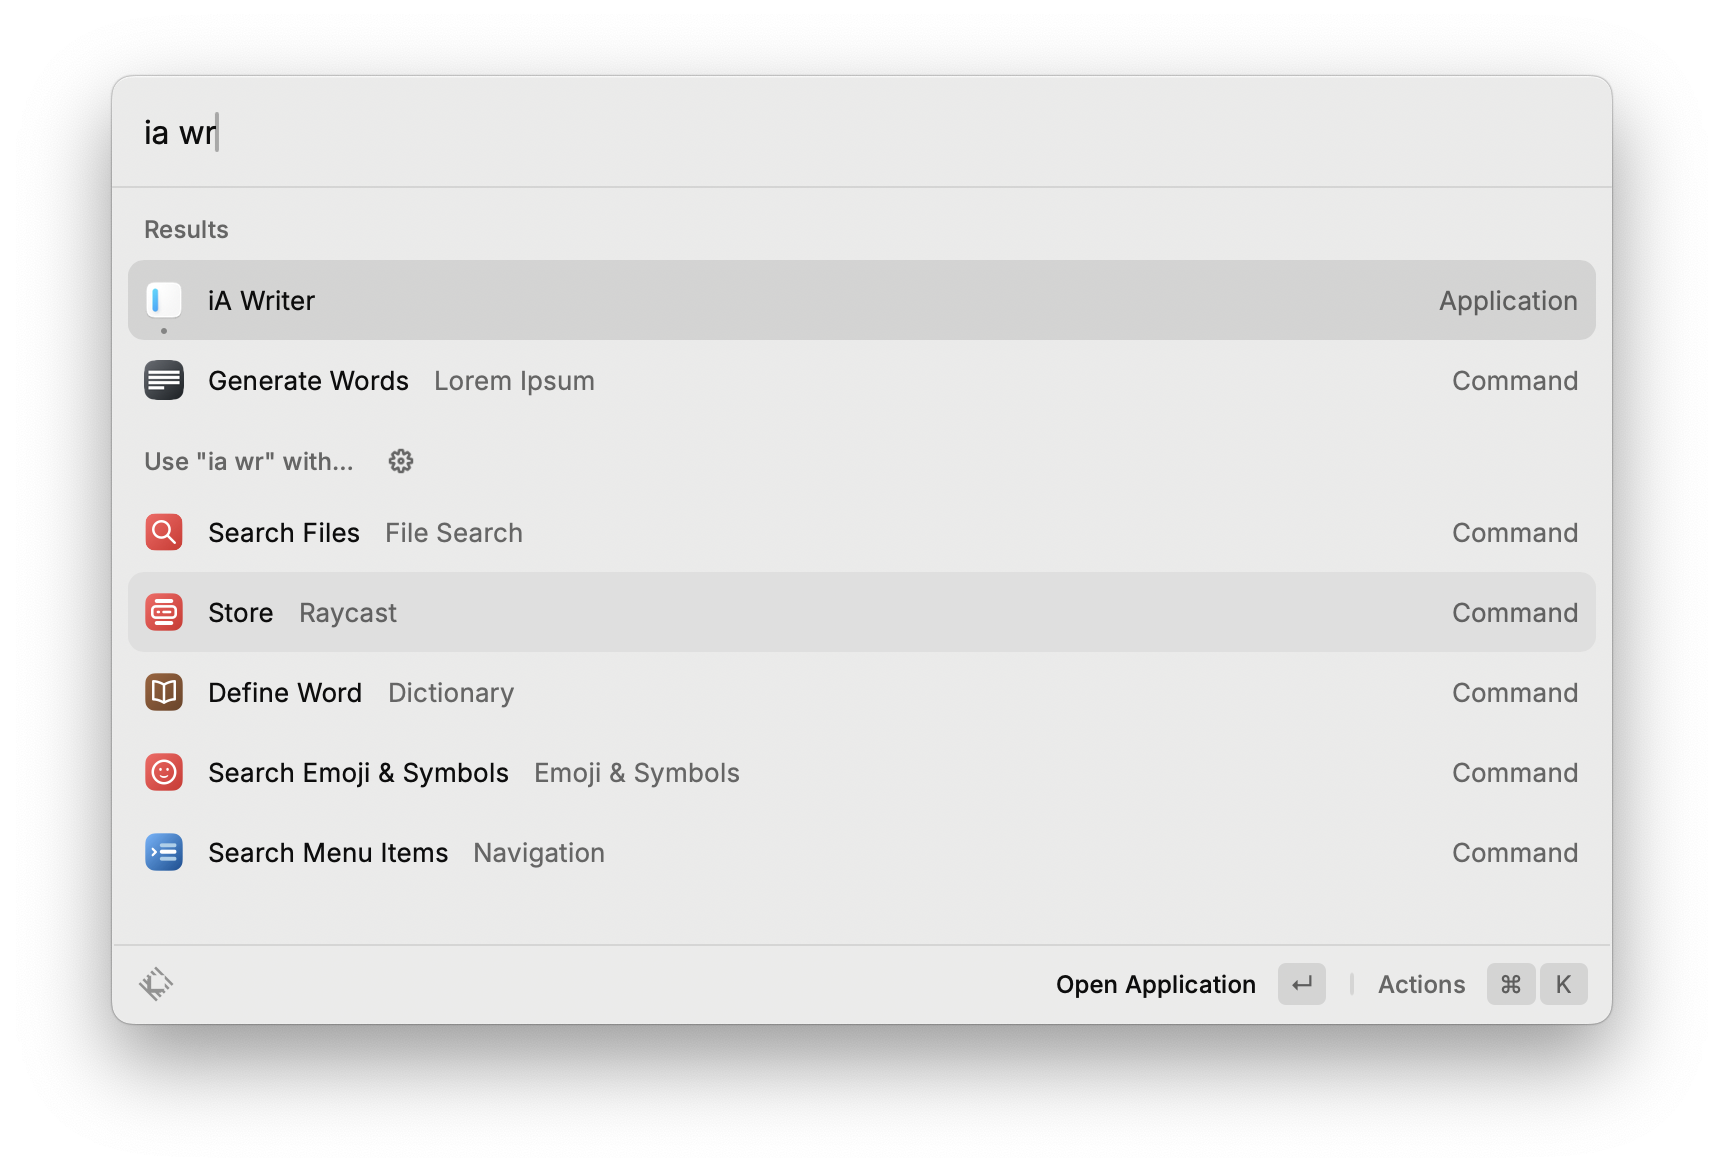 ia wr
Results
iA Writer Application
Generate Words Lorem Ipsum Command
Use "ia wr" with...
Search Files File Search Command
Store Raycast Command
Define Word Dictionary Command
Search Emoji & Symbols Emoji & Symbols Command
Search Menu Items Navigation Command
Open Application ↵ | Actions ⌘ K